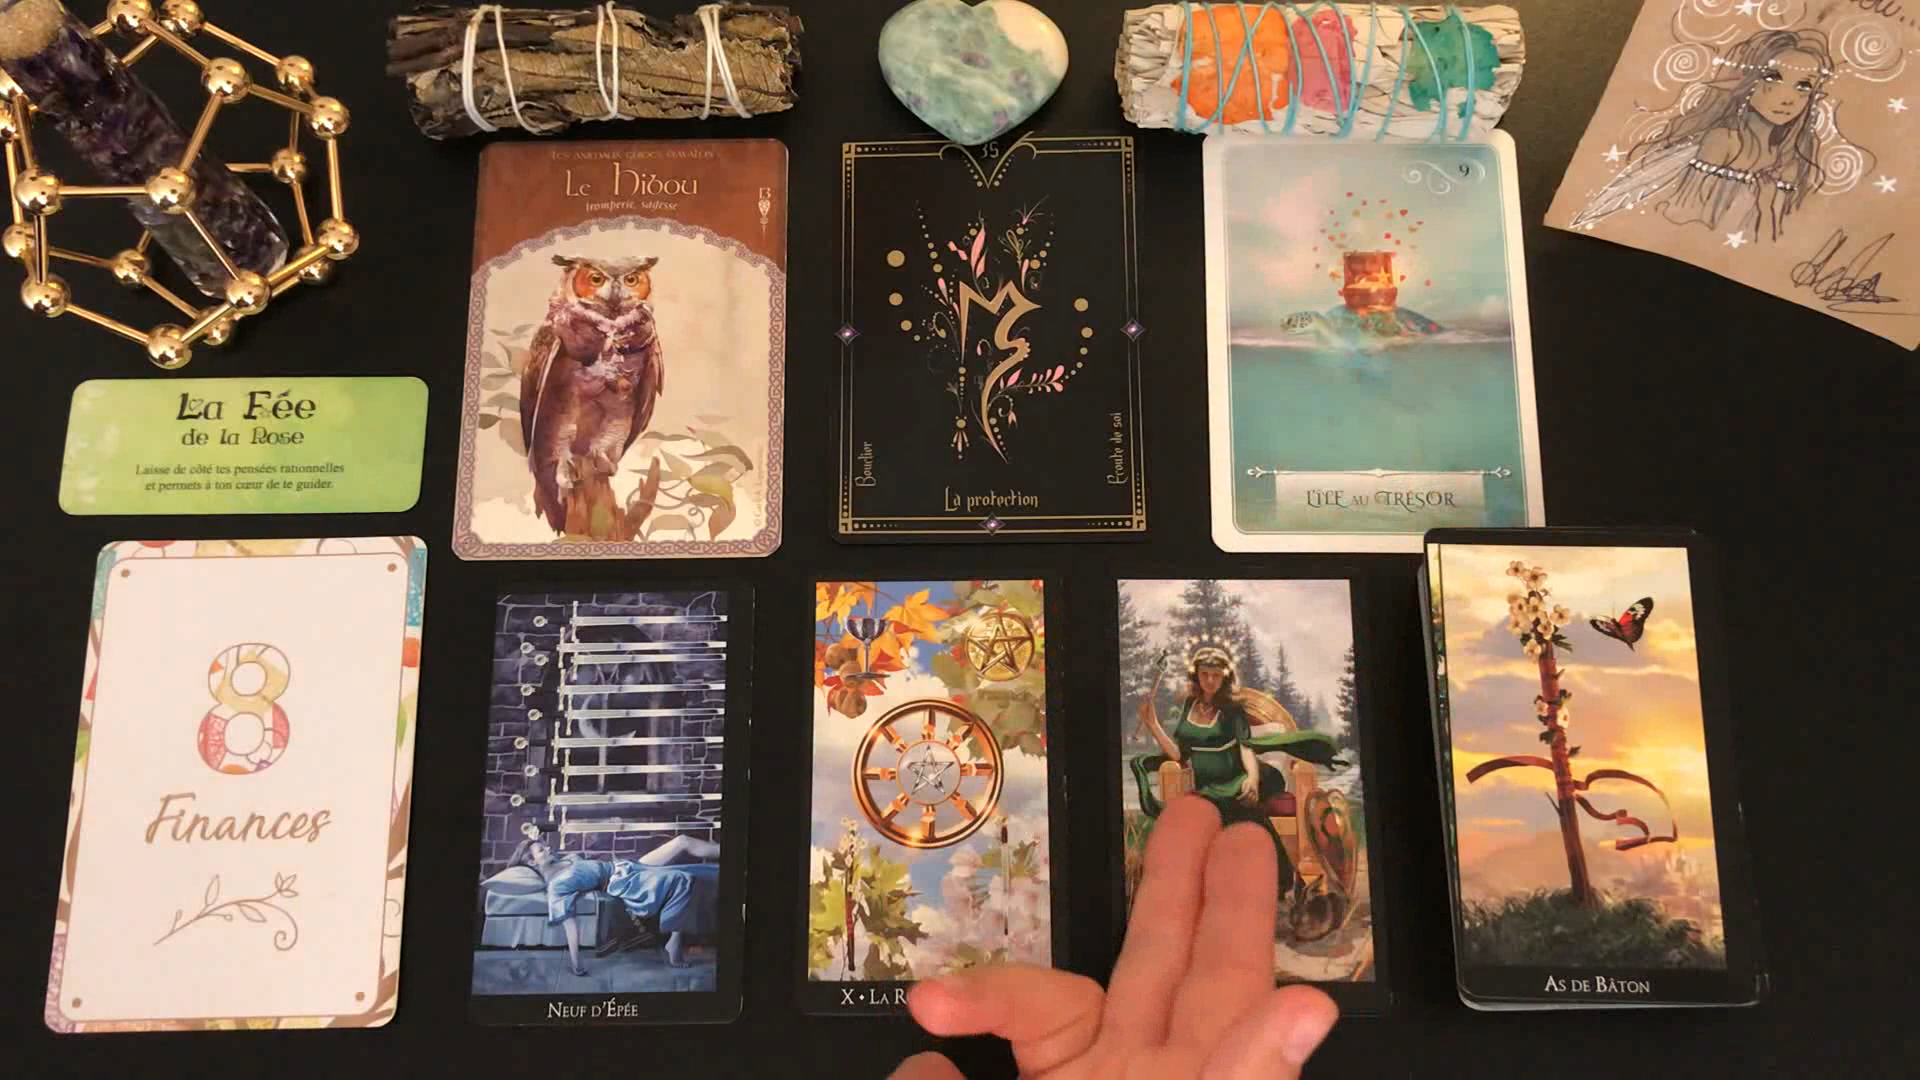 Les animaux guides d'Avalon
Le Hibou
tromperie, sagesse
13
35
Bouclier
Écoute de soi
La protection
9
L'ÎLE AU TRÉSOR
La Fée
de la Rose
Laisse de côté tes pensées rationnelles
et permets à ton cœur de te guider.
8
Finances
NEUF D'ÉPÉE
X • LA R
AS DE BÂTON